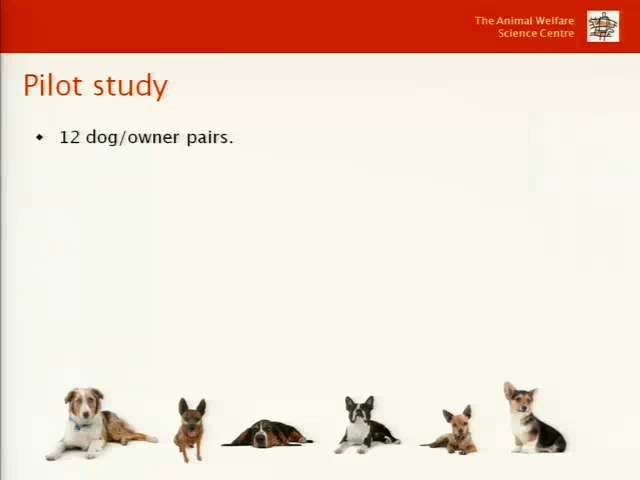 The Animal Welfare
Science Centre
Pilot study
12 dog/owner pairs.